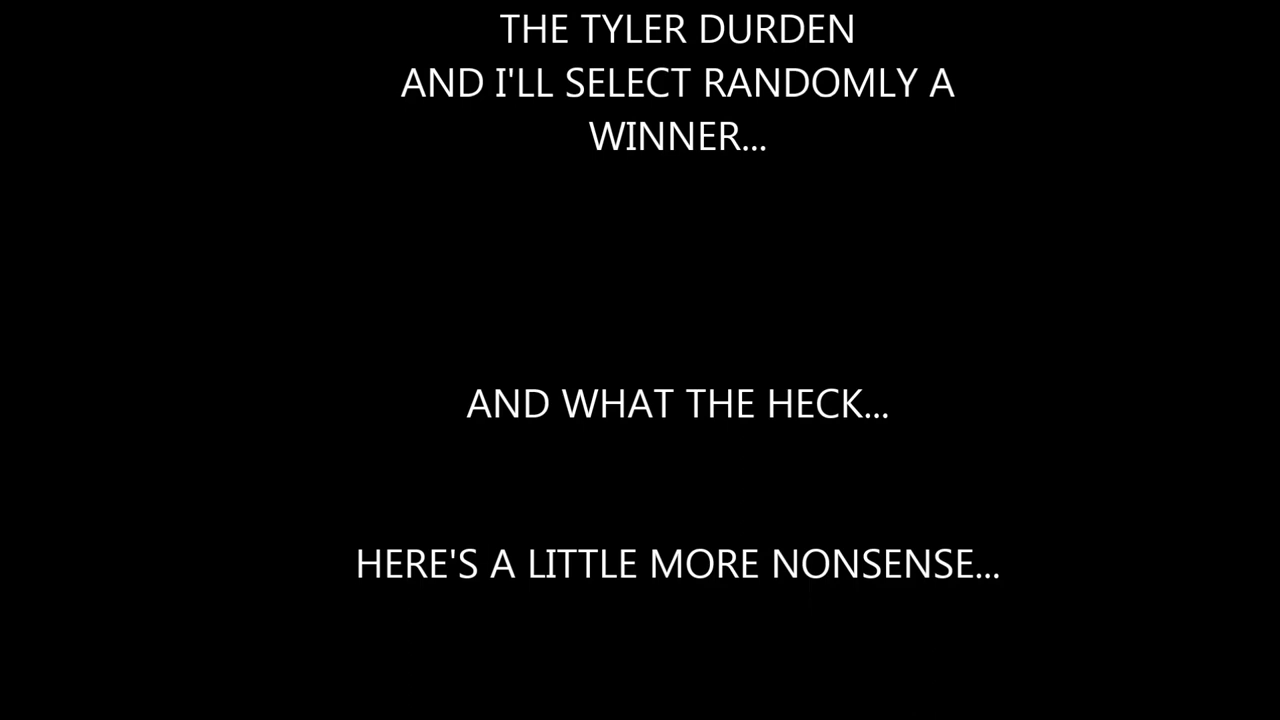 THE TYLER DURDEN
AND I'LL SELECT RANDOMLY A
WINNER...
AND WHAT THE HECK...
HERE'S A LITTLE MORE NONSENSE...